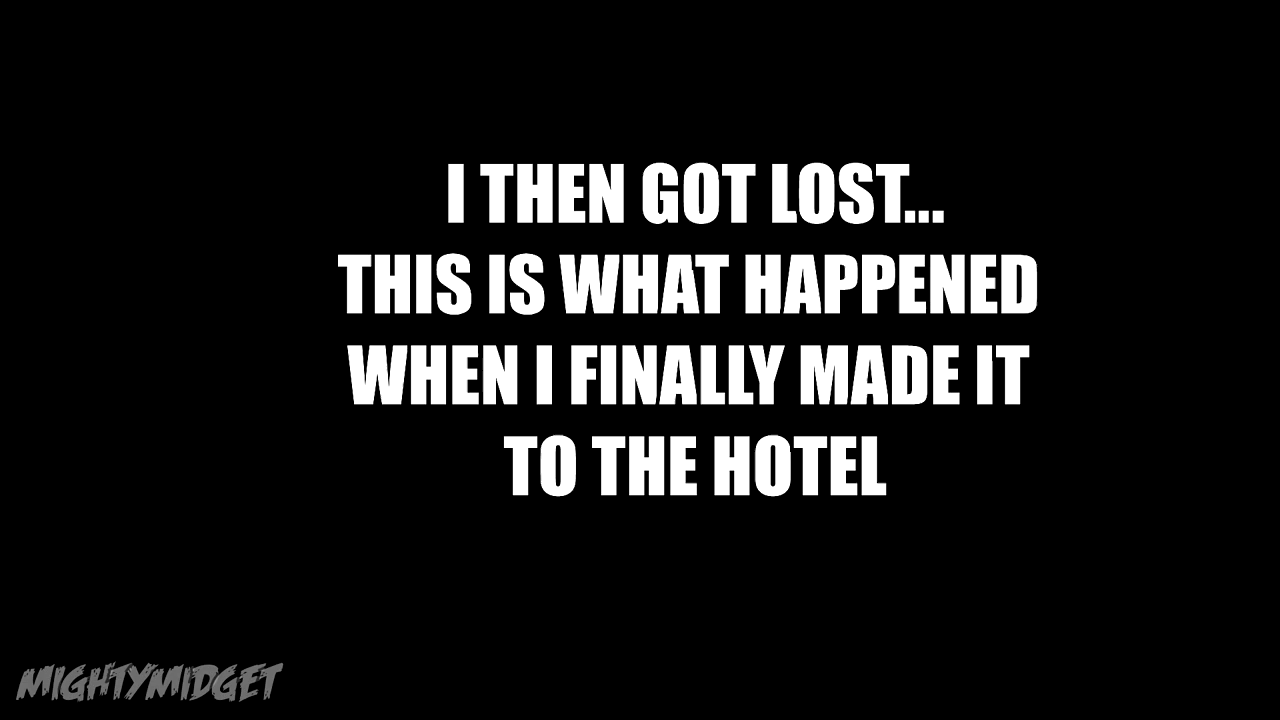 I THEN GOT LOST...
THIS IS WHAT HAPPENED
WHEN I FINALLY MADE IT
TO THE HOTEL
MIGHTYMIDGET